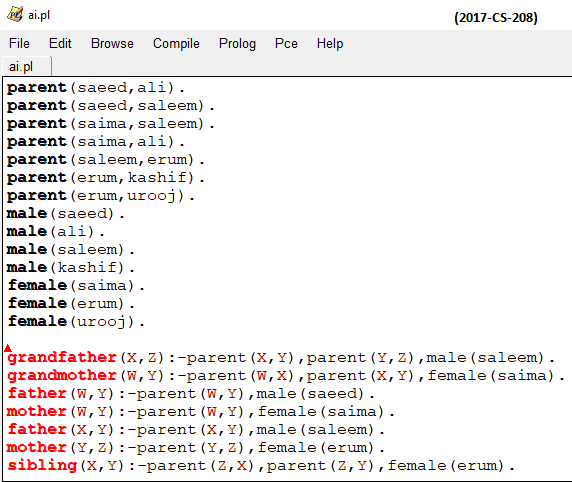 ai.pl
(2017-CS-208)
File Edit Browse Compile Prolog Pce Help
ai.pl
parent(saeed,ali).
parent(saeed,saleem).
parent(saima,saleem).
parent(saima,ali).
parent(saleem,erum).
parent(erum,kashif).
parent(erum,urooj).
male(saeed).
male(ali).
male(saleem).
male(kashif).
female(saima).
female(erum).
female(urooj).
grandfather(X,Z):-parent(X,Y),parent(Y,Z),male(saleem).
grandmother(W,Y):-parent(W,X),parent(X,Y),female(saima).
father(W,Y):-parent(W,Y),male(saeed).
mother(W,Y):-parent(W,Y),female(saima).
father(X,Y):-parent(X,Y),male(saleem).
mother(Y,Z):-parent(Y,Z),female(erum).
sibling(X,Y):-parent(Z,X),parent(Z,Y),female(erum).